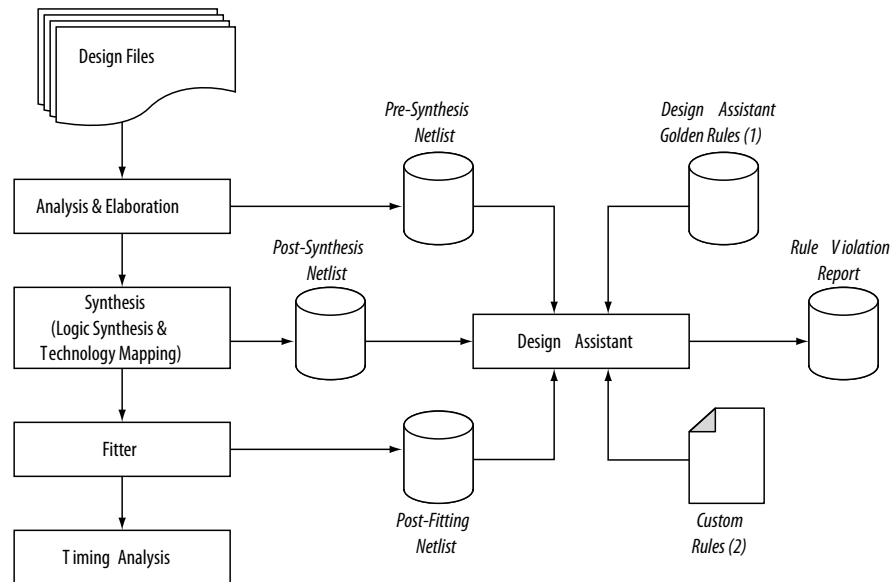 Design Files
Pre-Synthesis
Netlist
Design Assistant
Golden Rules (1)
Analysis & Elaboration
Post-Synthesis
Netlist
Rule Violation
Report
Synthesis
(Logic Synthesis &
Technology Mapping)
Design Assistant
Fitter
Post-Fitting
Netlist
Custom
Rules (2)
Timing Analysis